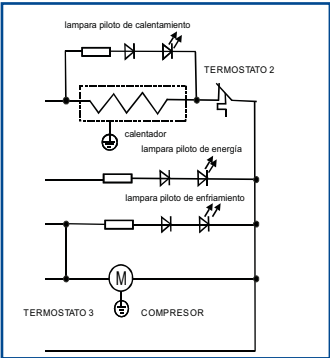 lampara piloto de calentamiento
TERMOSTATO 2
calentador
lampara piloto de energía
lampara piloto de enfriamiento
M
TERMOSTATO 3 COMPRESOR